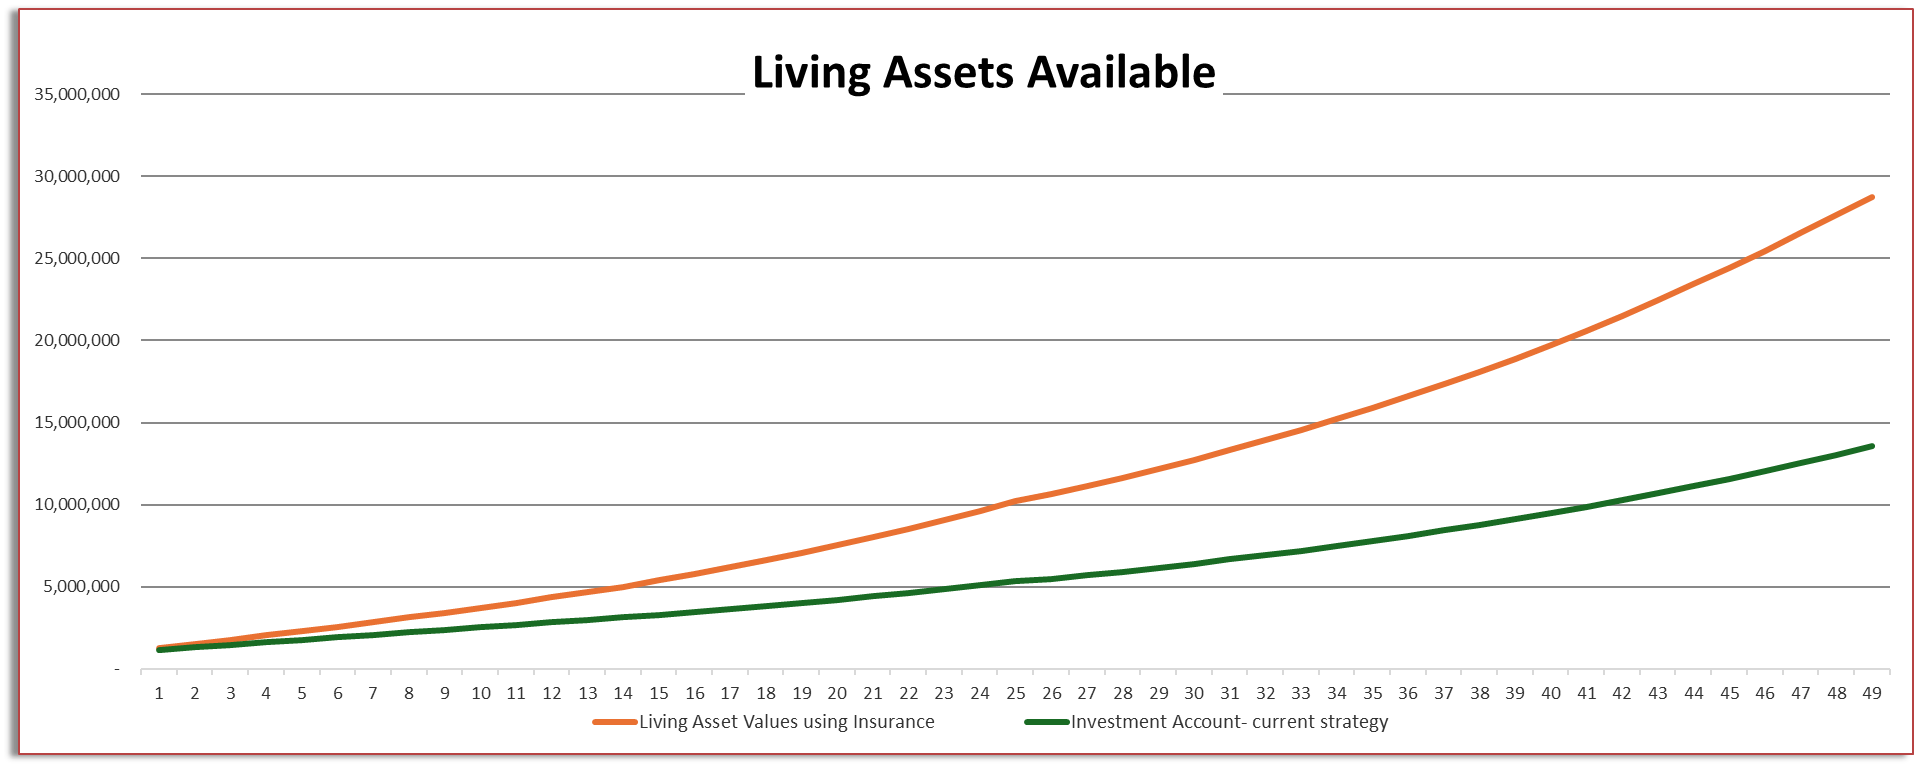 Living Assets Available
35,000,000
30,000,000
25,000,000
20,000,000
15,000,000
10,000,000
5,000,000
-
1 2 3 4 5 6 7 8 9 10 11 12 13 14 15 16 17 18 19 20 21 22 23 24 25 26 27 28 29 30 31 32 33 34 35 36 37 38 39 40 41 42 43 44 45 46 47 48 49
Living Asset Values using Insurance
Investment Account- current strategy